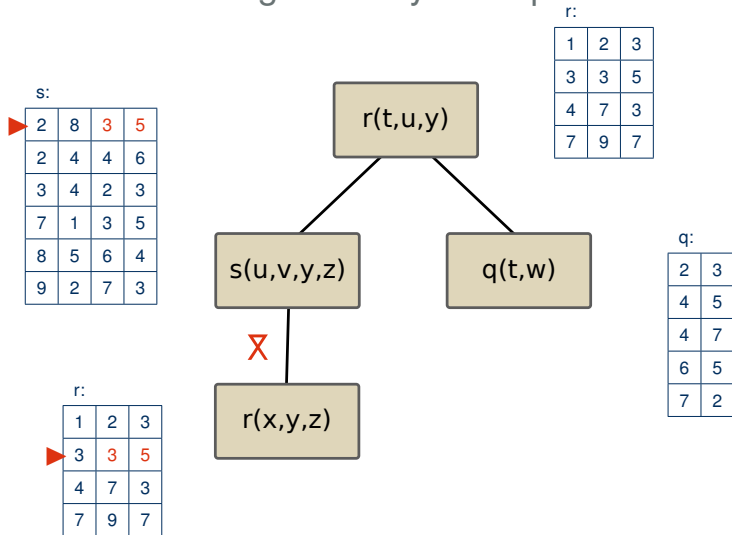 r:
1 2 3
3 3 5
4 7 3
7 9 7
s:
2 8 3 5
2 4 4 6
3 4 2 3
7 1 3 5
8 5 6 4
9 2 7 3
r(t,u,y)
s(u,v,y,z)
q(t,w)
q:
2 3
4 5
4 7
6 5
7 2
r:
1 2 3
3 3 5
4 7 3
7 9 7
r(x,y,z)